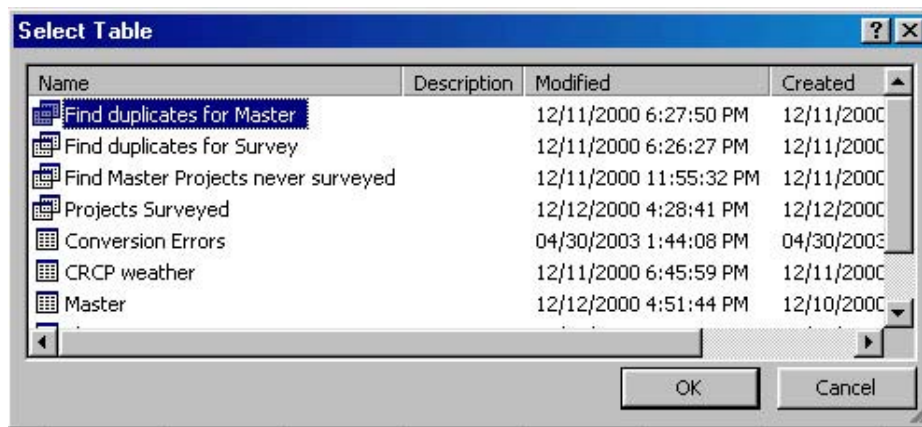 Select Table
Name Description Modified Created
Find duplicates for Master 12/11/2000 6:27:50 PM 12/11/2000
Find duplicates for Survey 12/11/2000 6:26:27 PM 12/11/2000
Find Master Projects never surveyed 12/11/2000 11:55:32 PM 12/11/2000
Projects Surveyed 12/12/2000 4:28:41 PM 12/12/2000
Conversion Errors 04/30/2003 1:44:08 PM 04/30/2003
CRCP weather 12/11/2000 6:45:59 PM 12/11/2000
Master 12/12/2000 4:51:44 PM 12/10/2000
OK Cancel